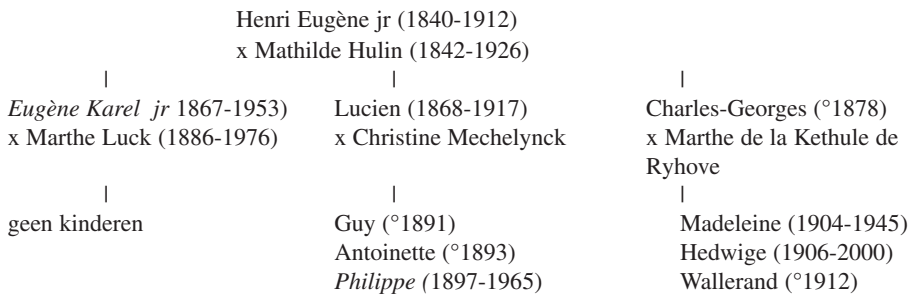 Henri Eugène jr (1840-1912)
x Mathilde Hulin (1842-1926)
| | |
Eugène Karel jr 1867-1953) Lucien (1868-1917) Charles-Georges (°1878)
x Marthe Luck (1886-1976) x Christine Mechelynck x Marthe de la Kethule de
Ryhove
| | |
geen kinderen Guy (°1891) Madeleine (1904-1945)
Antoinette (°1893) Hedwige (1906-2000)
Philippe (1897-1965) Wallerand (°1912)